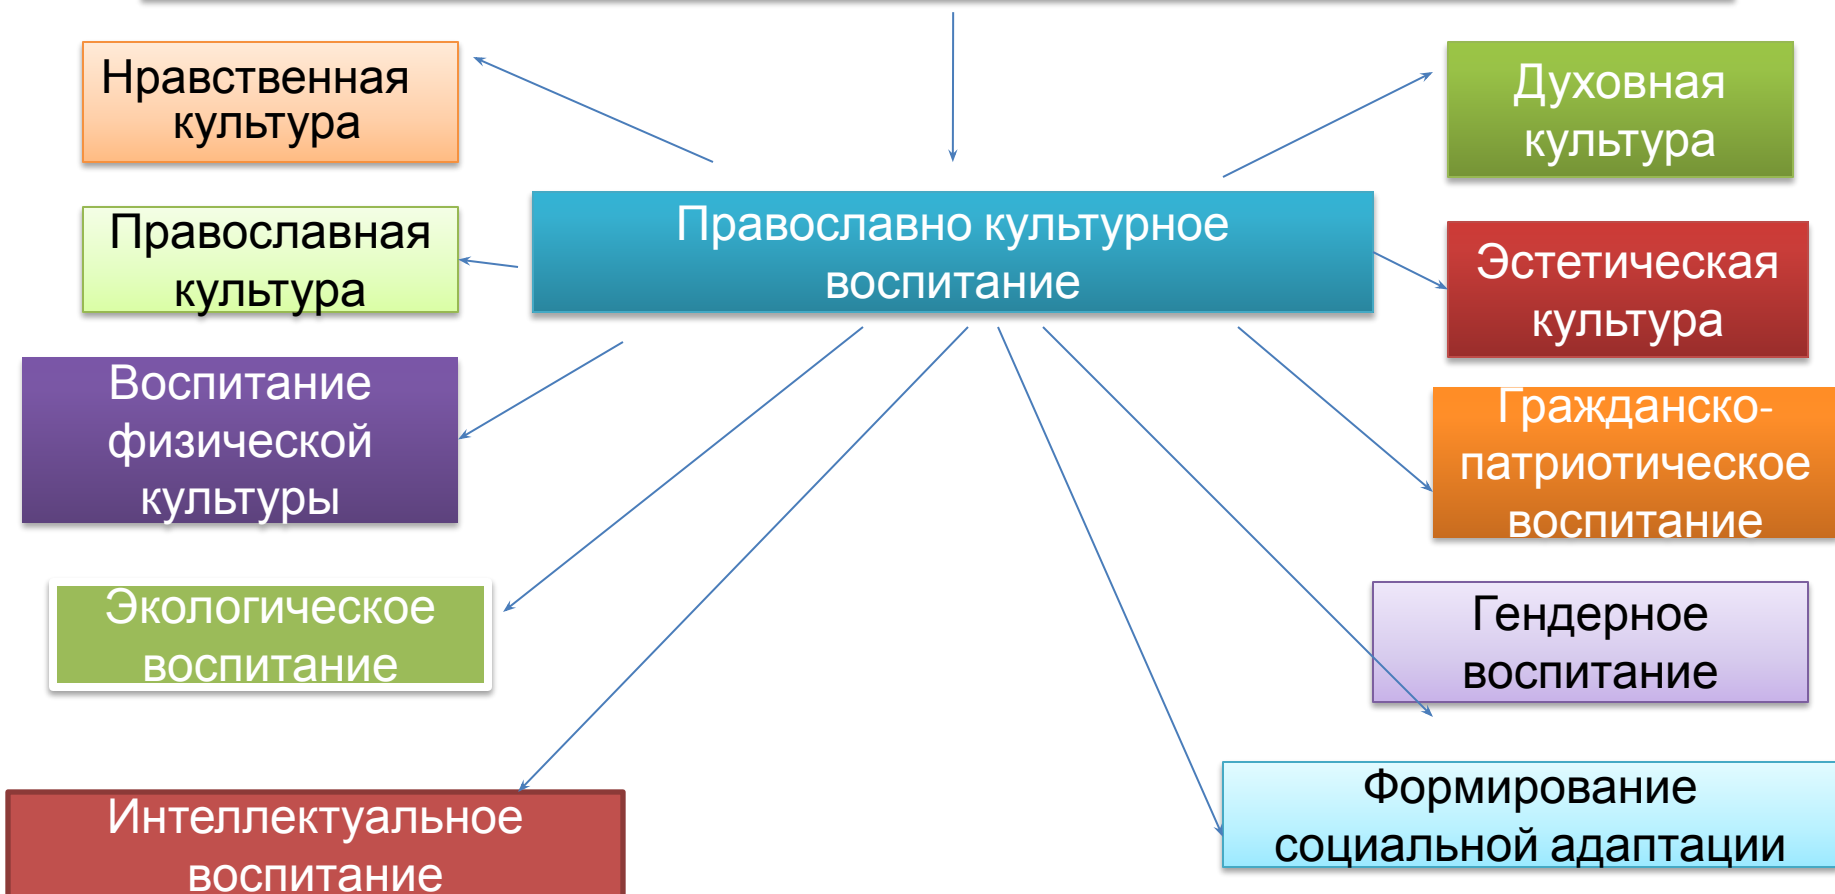 Нравственная
культура
Духовная
культура
Православно культурное
воспитание
Православная
культура
Эстетическая
культура
Воспитание
физической
культуры
Гражданско-
патриотическое
воспитание
Экологическое
воспитание
Гендерное
воспитание
Интеллектуальное
воспитание
Формирование
социальной адаптации